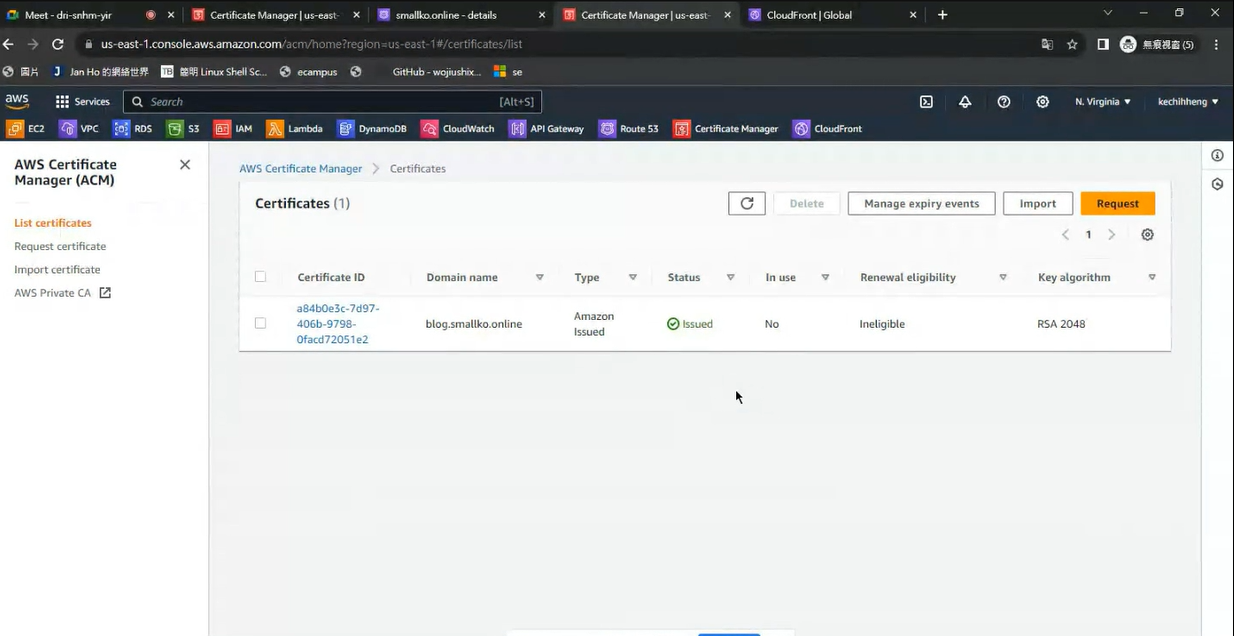 Meet - dri-snhm-yir
Certificate Manager | us-east-
smallko.online - details
Certificate Manager | us-east-
CloudFront | Global
us-east-1.console.aws.amazon.com/acm/home?region=us-east-1#/certificates/list
無痕視窗 (5)
圖片
Jan Ho 的網絡世界
TB 簡明 Linux Shell Sc...
ecampus
GitHub - wojiushix...
se
aws
Services
Search
[Alt+S]
N. Virginia
kechihheng
EC2
VPC
RDS
S3
IAM
Lambda
DynamoDB
CloudWatch
API Gateway
Route 53
Certificate Manager
CloudFront
AWS Certificate
Manager (ACM)
List certificates
Request certificate
Import certificate
AWS Private CA
AWS Certificate Manager
Certificates
Certificates (1)
Delete
Manage expiry events
Import
Request
1
Certificate ID
Domain name
Type
Status
In use
Renewal eligibility
Key algorithm
a84b0e3c-7d97-
406b-9798-
0facd72051e2
blog.smallko.online
Amazon
Issued
Issued
No
Ineligible
RSA 2048